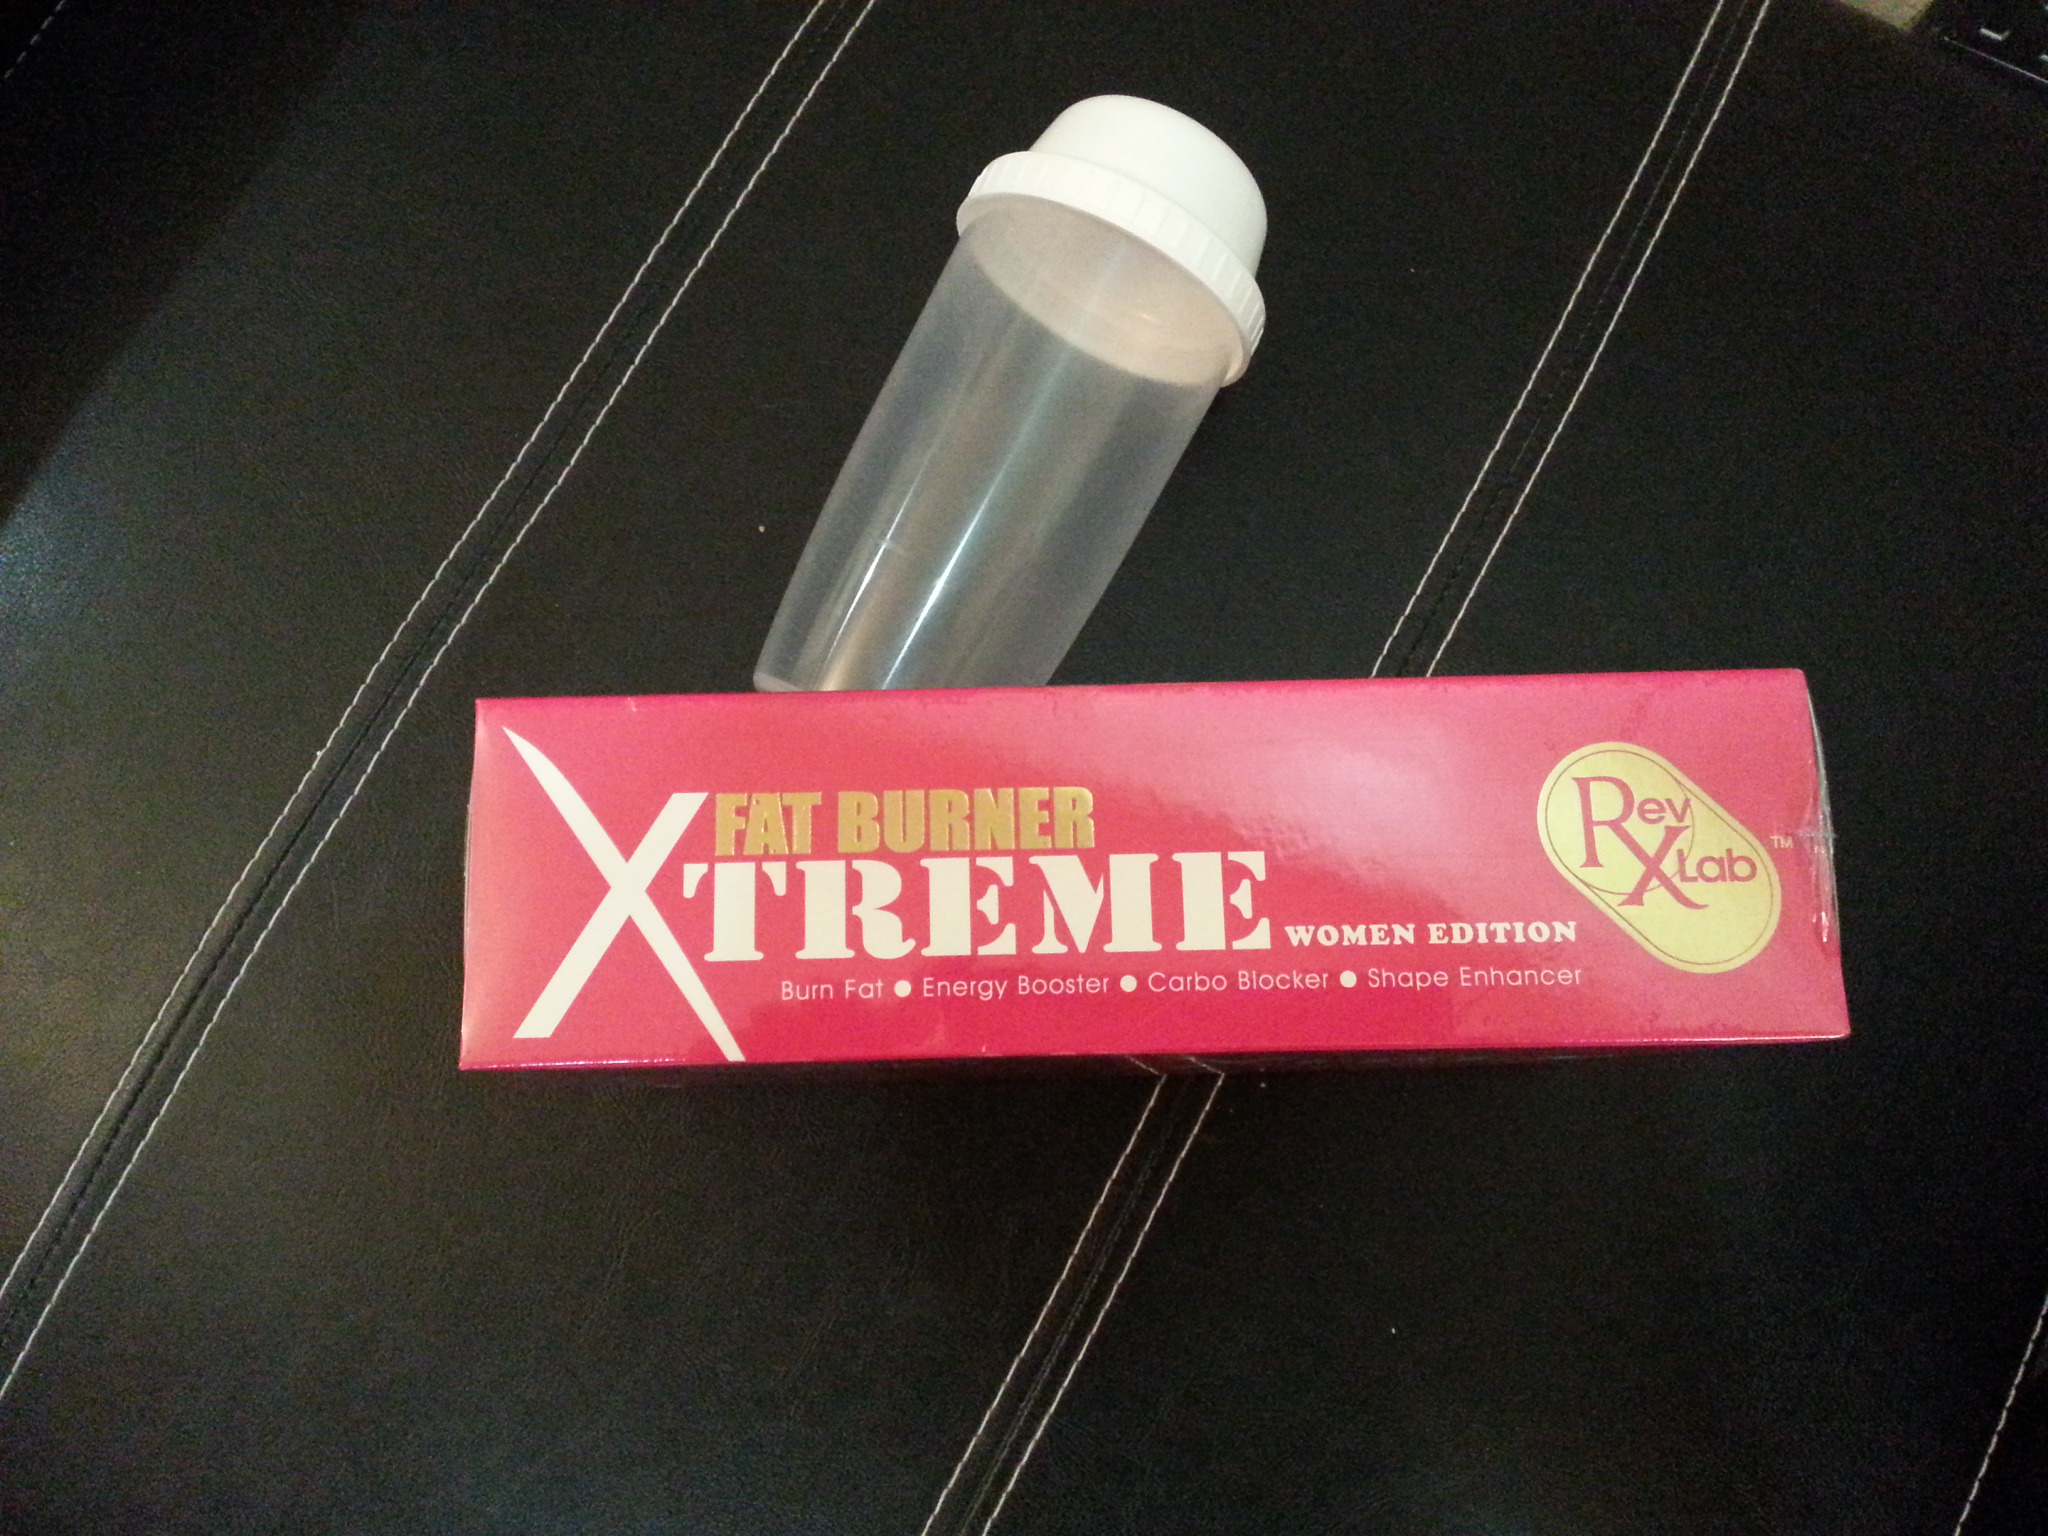 FAT BURNER
XTREME WOMEN EDITION
Burn Fat ● Energy Booster ● Carbo Blocker ● Shape Enhancer
Rev
X Lab ™